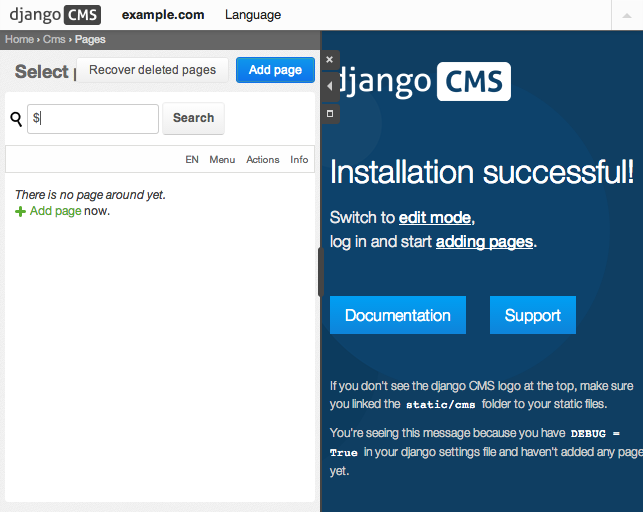 django CMS example.com Language
Home › Cms › Pages
Select
Recover deleted pages
Add page
$
Search
EN Menu Actions Info
There is no page around yet.
Add page now.
django CMS
Installation successful!
Switch to edit mode,
log in and start adding pages.
Documentation
Support
If you don't see the django CMS logo at the top, make sure
you linked the static/cms folder to your static files.
You're seeing this message because you have DEBUG =
True in your django settings file and haven't added any page
yet.